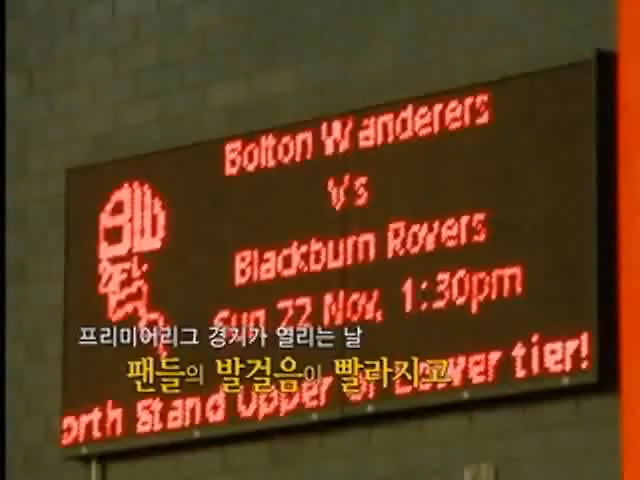 Bolton Wanderers
Vs
Blackburn Rovers
Sun 22 Nov, 1:30pm
orth Stand Upper or Lower tier!
프리미어리그 경기가 열리는 날
팬들의 발걸음이 빨라지고